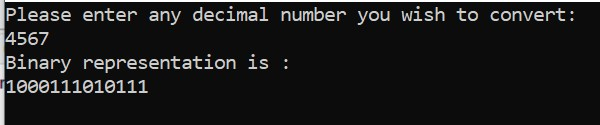 Please enter any decimal number you wish to convert:
4567
Binary representation is :
1000111010111